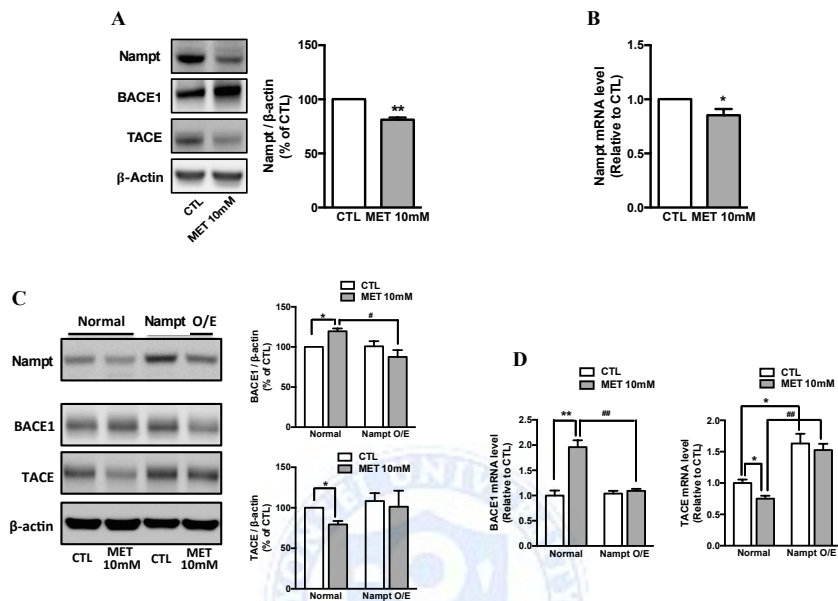 A
Nampt
BACE1
TACE
β-Actin
CTL
MET 10mM
Nampt / β-actin
(% of CTL)
150
100
50
0
**
CTL MET 10mM
B
Nampt mRNA level
(Relative to CTL)
1.5
1.0
0.5
0.0
*
CTL MET 10mM
C
Normal
Nampt O/E
Nampt
BACE1
TACE
β-actin
CTL
MET
10mM
CTL
MET
10mM
CTL
MET 10mM
BACE1 / β-actin
(% of CTL)
150
100
50
0
*
#
Normal
Nampt O/E
CTL
MET 10mM
TACE / β-actin
(% of CTL)
150
100
50
0
*
Normal
Nampt O/E
D
CTL
MET 10mM
BACE1 mRNA level
(Relative to CTL)
2.5
2.0
1.5
1.0
0.5
0.0
**
##
Normal
Nampt O/E
CTL
MET 10mM
TACE mRNA level
(Relative to CTL)
2.0
1.5
1.0
0.5
0.0
*
*
##
Normal
Nampt O/E